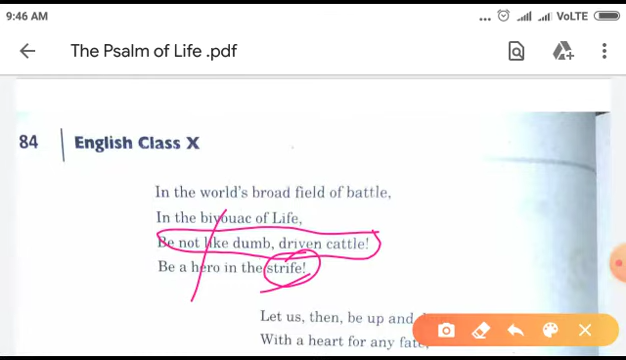 9:46 AM
... VoLTE
The Psalm of Life .pdf
84 English Class X
In the world's broad field of battle,
In the bivouac of Life,
Be not like dumb, driven cattle!
Be a hero in the strife!
Let us, then, be up and
With a heart for any fate,